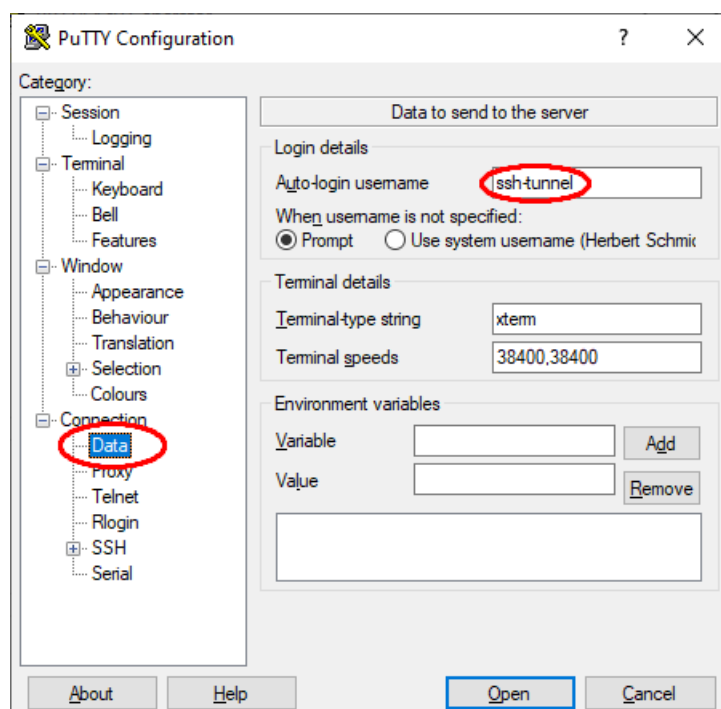 PuTTY Configuration
?
Category:
Session
Logging
Terminal
Keyboard
Bell
Features
Window
Appearance
Behaviour
Translation
Selection
Colours
Connection
Data
Proxy
Telnet
Rlogin
SSH
Serial
Data to send to the server
Login details
Auto-login username ssh-tunnel
When username is not specified:
Prompt Use system username (Herbert Schmic
Terminal details
Terminal-type string xterm
Terminal speeds 38400,38400
Environment variables
Variable Add
Value Remove
About Help Open Cancel